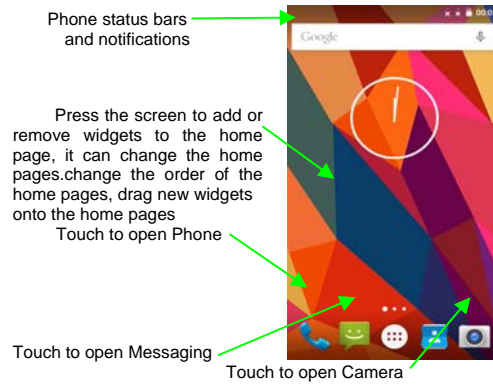 Phone status bars
and notifications
00:0
Google
Press the screen to add or
remove widgets to the home
page, it can change the home
pages.change the order of the
home pages, drag new widgets
onto the home pages
Touch to open Phone
Touch to open Messaging
Touch to open Camera